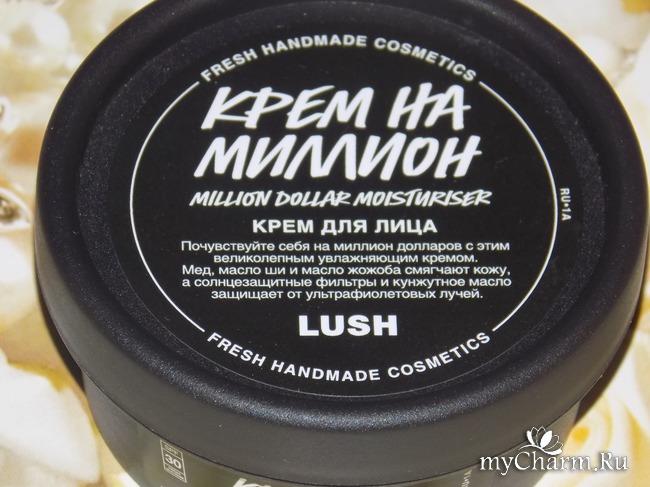 FRESH HANDMADE COSMETICS
КРЕМ НА
МИЛЛИОН
MILLION DOLLAR MOISTURISER
КРЕМ ДЛЯ ЛИЦА
Почувствуйте себя на миллион долларов с этим
великолепным увлажняющим кремом.
Мед, масло ши и масло жожоба смягчают кожу,
а солнцезащитные фильтры и кунжутное масло
защищает от ультрафиолетовых лучей.
LUSH
FRESH HANDMADE COSMETICS
RU•1A
30
КРЕМ НА
myCharm.Ru